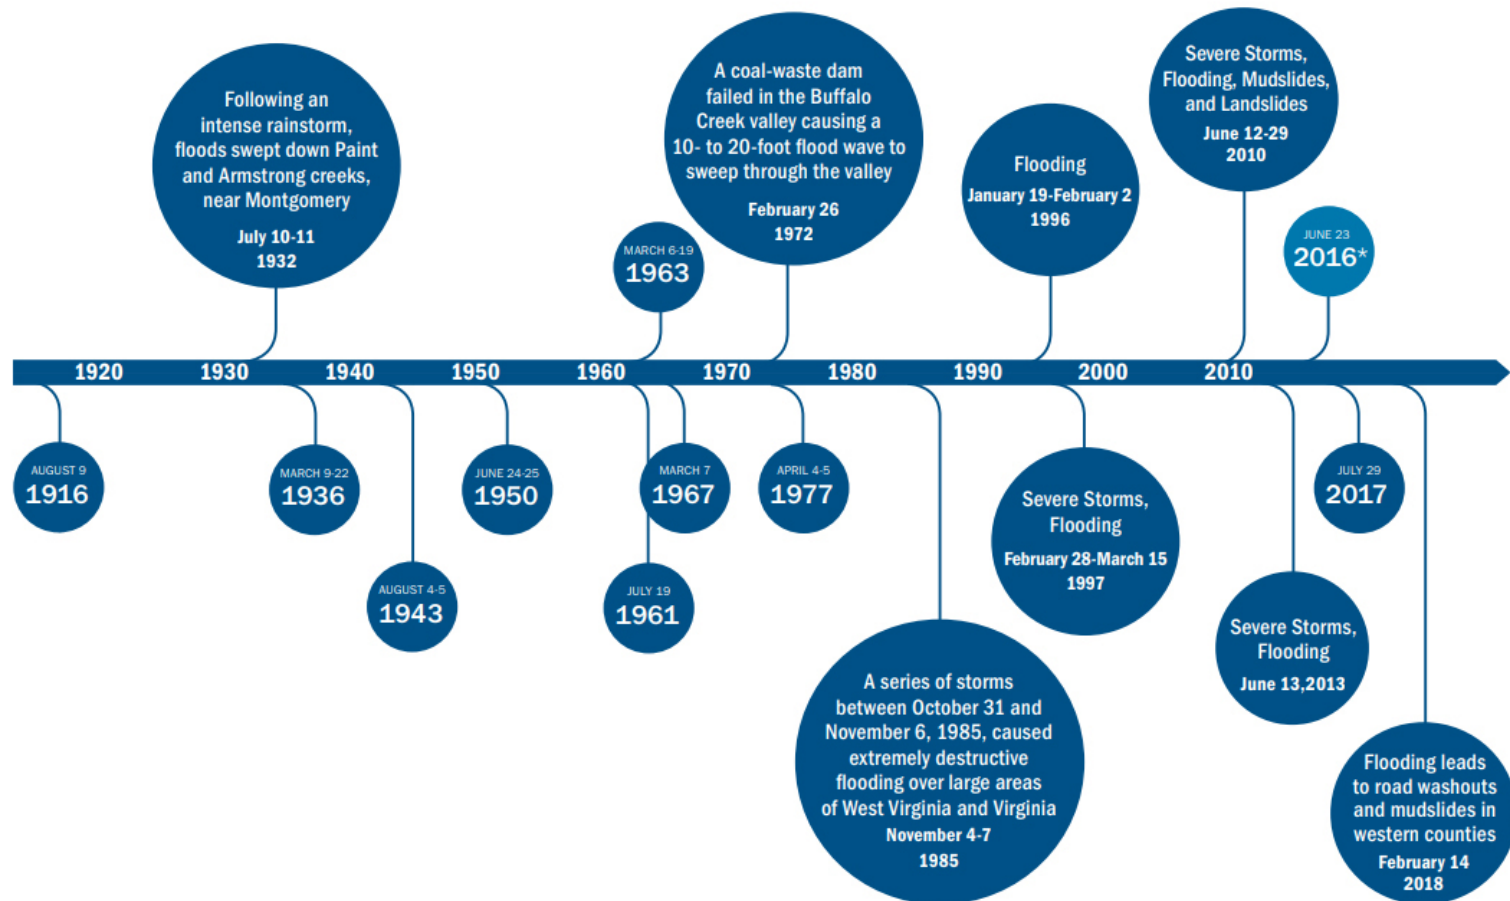 Following an
intense rainstorm,
floods swept down Paint
and Armstrong creeks,
near Montgomery
July 10-11
1932
MARCH 6-19
1963
A coal-waste dam
failed in the Buffalo
Creek valley causing a
10- to 20-foot flood wave to
sweep through the valley
February 26
1972
Flooding
January 19-February 2
1996
Severe Storms,
Flooding, Mudslides,
and Landslides
June 12-29
2010
JUNE 23
2016*
1920 1930 1940 1950 1960 1970 1980 1990 2000 2010
AUGUST 9
1916
MARCH 9-22
1936
AUGUST 4-5
1943
JUNE 24-25
1950
JULY 19
1961
MARCH 7
1967
APRIL 4-5
1977
A series of storms
between October 31 and
November 6, 1985, caused
extremely destructive
flooding over large areas
of West Virginia and Virginia
November 4-7
1985
Severe Storms,
Flooding
February 28-March 15
1997
Severe Storms,
Flooding
June 13,2013
JULY 29
2017
Flooding leads
to road washouts
and mudslides in
western counties
February 14
2018